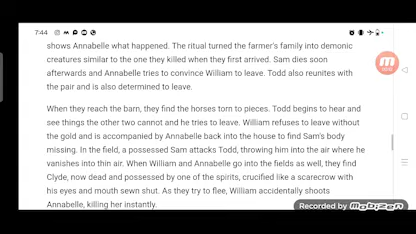 7:44
shows Annabelle what happened. The ritual turned the farmer's family into demonic
creatures similar to the one they killed when they first arrived. Sam dies soon
afterwards and Annabelle tries to convince William to leave. Todd also reunites with
the pair and is also determined to leave.
When they reach the barn, they find the horses torn to pieces. Todd begins to hear and
see things the other two cannot and he tries to leave. William refuses to leave without
the gold and is accompanied by Annabelle back into the house to find Sam's body
missing. In the field, a possessed Sam attacks Todd, throwing him into the air where he
vanishes into thin air. When William and Annabelle go into the fields as well, they find
Clyde, now dead and possessed by one of the spirits, crucified like a scarecrow with
his eyes and mouth sewn shut. As they try to flee, William accidentally shoots
Annabelle, killing her instantly.
Recorded by Mobizen